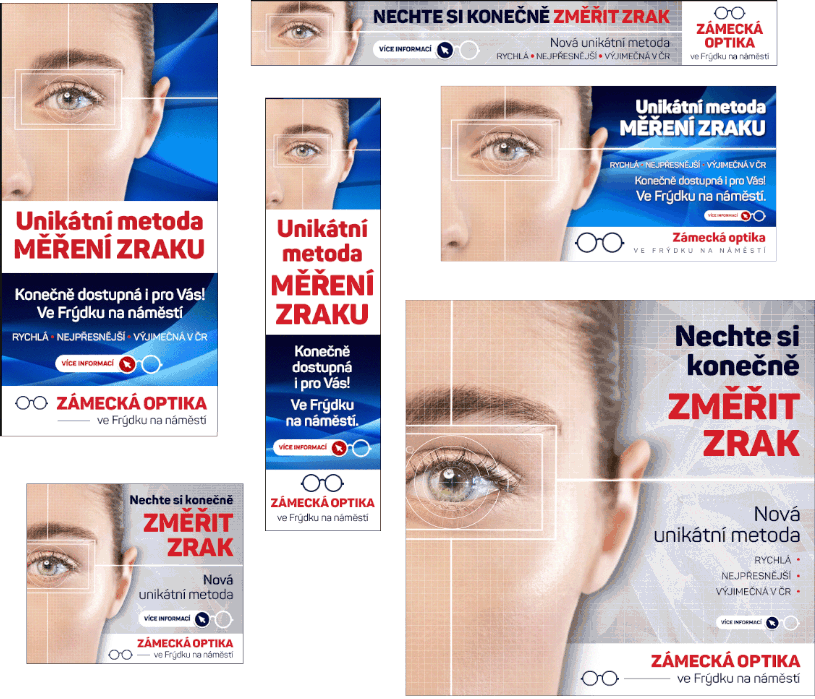 Unikátní metoda
MĚŘENÍ ZRAKU
Konečně dostupná i pro Vás!
Ve Frýdku na náměstí
RYCHLÁ • NEJPŘESNĚJŠÍ • VÝJIMEČNÁ V ČR
VÍCE INFORMACÍ
ZÁMECKÁ OPTIKA
ve Frýdku na náměstí
NECHTE SI KONEČNĚ ZMĚŘIT ZRAK
VÍCE INFORMACÍ
Nová unikátní metoda
RYCHLÁ • NEJPŘESNĚJŠÍ • VÝJIMEČNÁ V ČR
ZÁMECKÁ
OPTIKA
ve Frýdku na náměstí
Unikátní
metoda
MĚŘENÍ
ZRAKU
Konečně
dostupná
i pro Vás!
Ve Frýdku
na náměstí.
VÍCE INFORMACÍ
ZÁMECKÁ OPTIKA
ve Frýdku na náměstí
Unikátní metoda
MĚŘENÍ ZRAKU
RYCHLÁ • NEJPŘESNĚJŠÍ • VÝJIMEČNÁ V ČR
Konečně dostupná i pro Vás!
Ve Frýdku na náměstí.
VÍCE INFORMACÍ
Zámecká optika
VE FRÝDKU NA NÁMĚSTÍ
Nechte si konečně
ZMĚŘIT
ZRAK
Nová
unikátní metoda
VÍCE INFORMACÍ
ZÁMECKÁ OPTIKA
ve Frýdku na náměstí
Nechte si
konečně
ZMĚŘIT
ZRAK
Nová
unikátní metoda
RYCHLÁ •
NEJPŘESNĚJŠÍ •
VÝJIMEČNÁ V ČR •
VÍCE INFORMACÍ
ZÁMECKÁ OPTIKA
ve Frýdku na náměstí